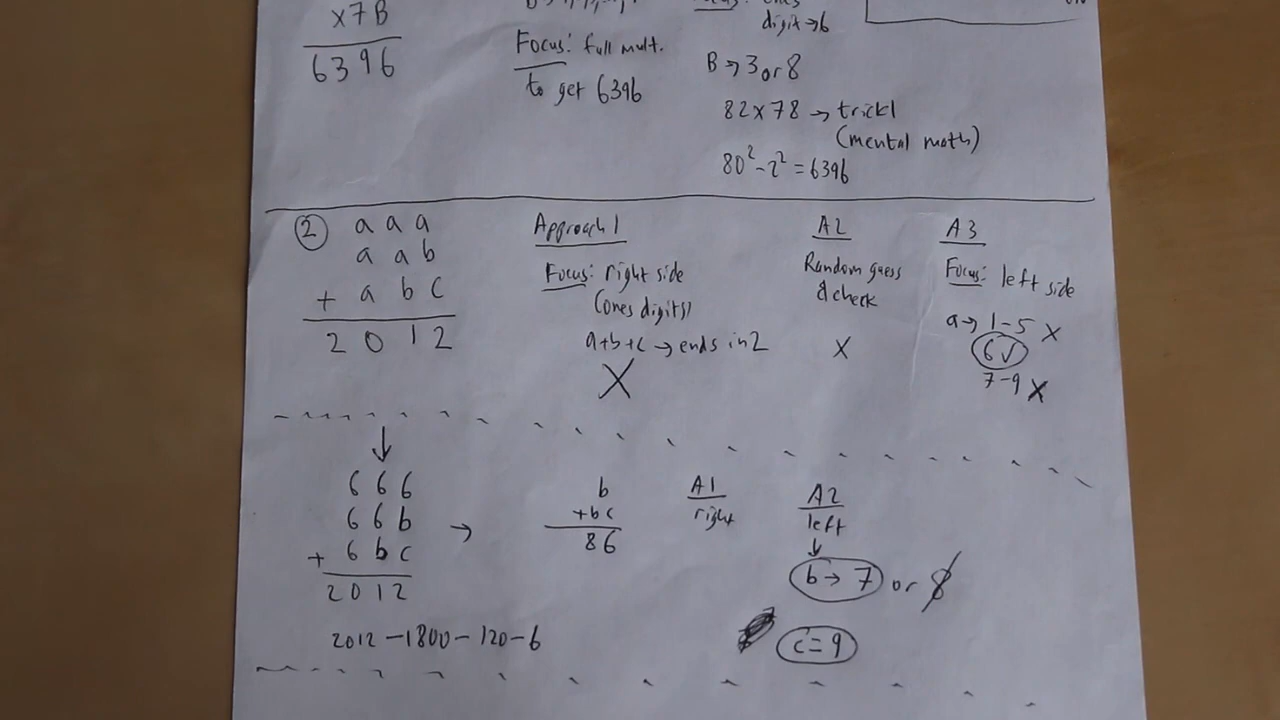 x7B
6396
Focus: full mult.
to get 6396
digit→6
B→3 or 8
82x78→trick1
(mental math)
80²-2²=6396
② a a a
a a b
+ a b c
2 0 1 2
Approach 1
Focus: right side
(ones digits)
a+b+c→ends in 2
X
A2
Random guess
& check
X
A3
Focus: left side
a→1-5 X
6✓
7-9 X
↓
6 6 6
6 6 b
+ 6 b c
2 0 1 2
→
2012-1800-120-6
b
+bc
86
A1
right
A2
left
↓
b→7 or 8
c=9